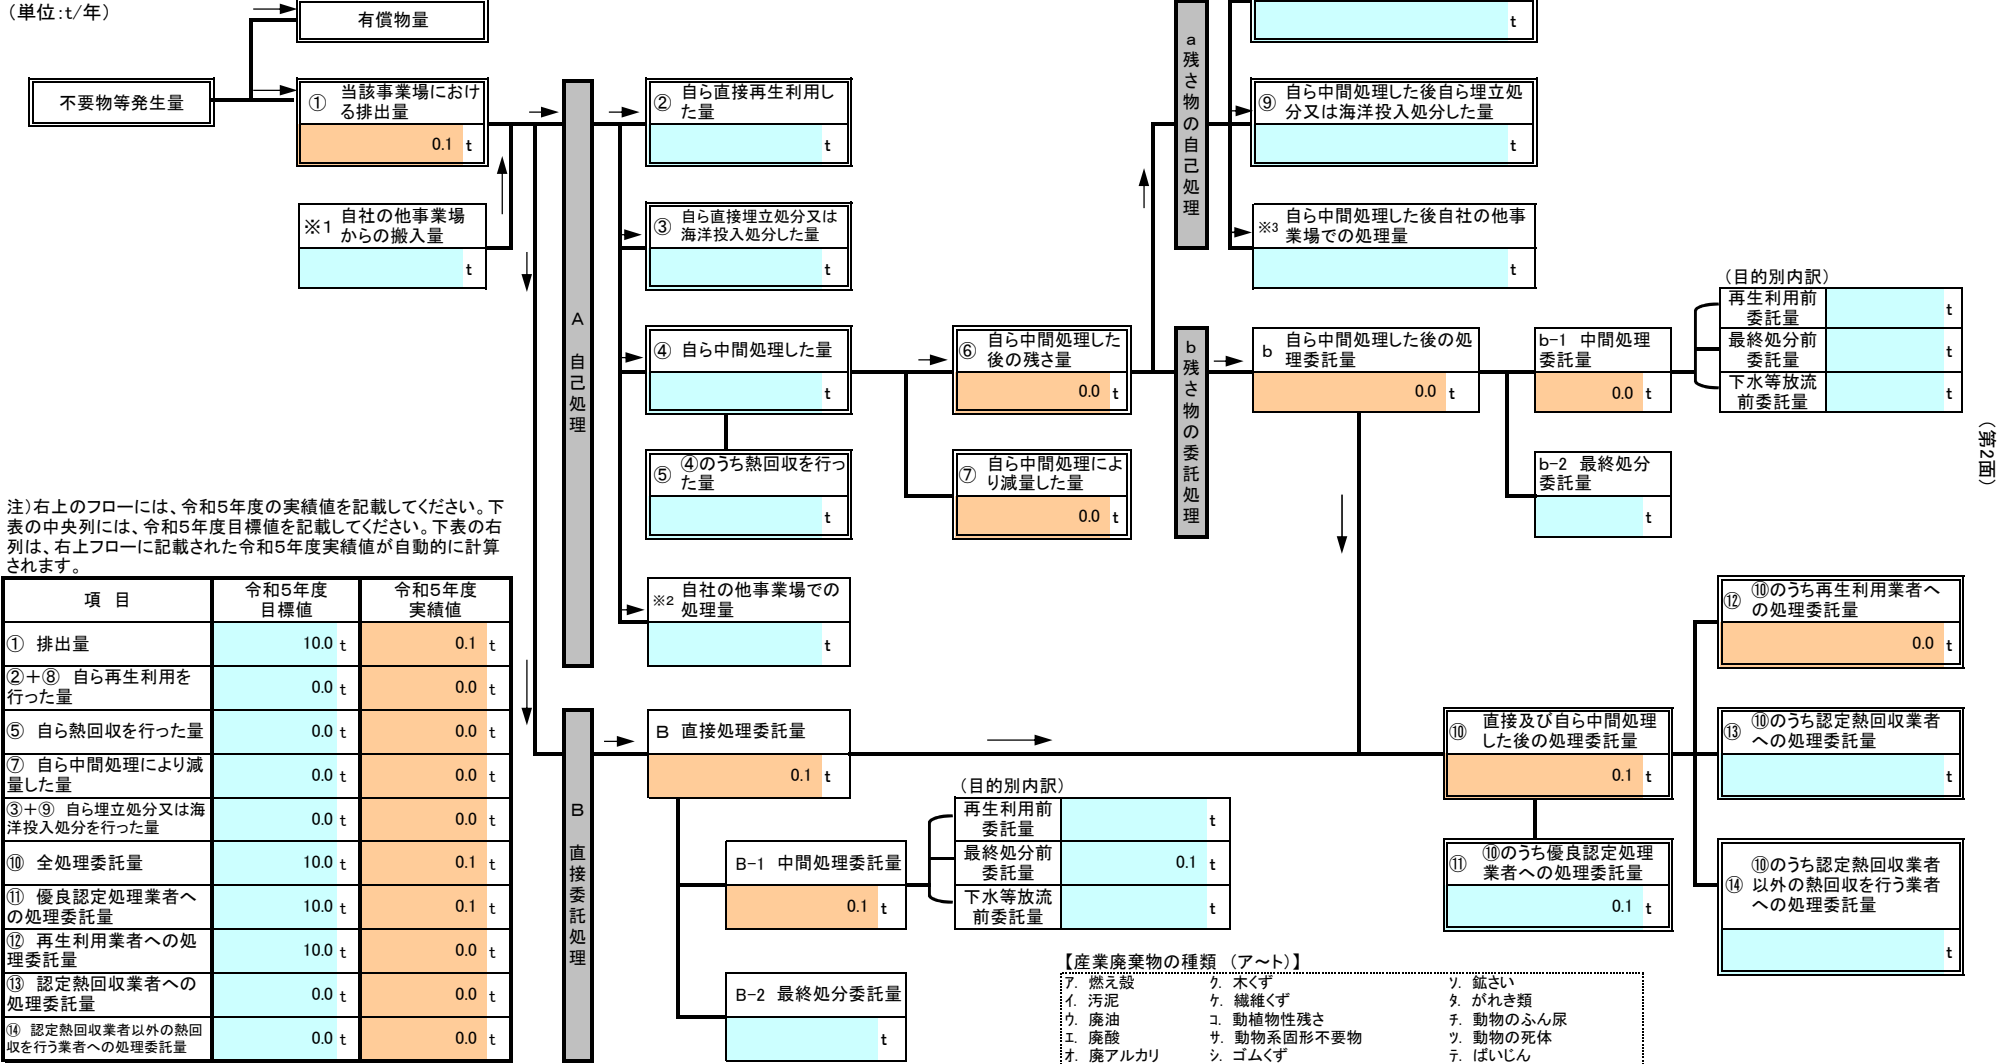 （単位:t/年）
有償物量
不要物等発生量
① 当該事業場におけ
る排出量
0.1 t
※1 自社の他事業場
からの搬入量
t
A 自己処理
② 自ら直接再生利用し
た量
t
③ 自ら直接埋立処分又は
海洋投入処分した量
t
④ 自ら中間処理した量
t
⑤ ④のうち熱回収を行っ
た量
t
※2 自社の他事業場での
処理量
t
⑥ 自ら中間処理した
後の残さ量
0.0 t
⑦ 自ら中間処理によ
り減量した量
0.0 t
a残さ物の自己処理
t
⑨ 自ら中間処理した後自ら埋立処
分又は海洋投入処分した量
t
※3 自ら中間処理した後自社の他事
業場での処理量
t
b残さ物の委託処理
b 自ら中間処理した後の処
理委託量
0.0 t
b-1 中間処理
委託量
0.0 t
b-2 最終処分
委託量
t
（目的別内訳）
再生利用前
委託量
t
最終処分前
委託量
t
下水等放流
前委託量
t
（第2面）
注）右上のフローには、令和5年度の実績値を記載してください。下
表の中央列には、令和5年度目標値を記載してください。下表の右
列は、右上フローに記載された令和5年度実績値が自動的に計算
されます。
項 目
令和5年度
目標値
令和5年度
実績値
① 排出量 10.0 t 0.1 t
②+⑧ 自ら再生利用を
行った量 0.0 t 0.0 t
⑤ 自ら熱回収を行った量 0.0 t 0.0 t
⑦ 自ら中間処理により減
量した量 0.0 t 0.0 t
③+⑨ 自ら埋立処分又は海
洋投入処分を行った量 0.0 t 0.0 t
⑩ 全処理委託量 10.0 t 0.1 t
⑪ 優良認定処理業者へ
の処理委託量 10.0 t 0.1 t
⑫ 再生利用業者への処
理委託量 10.0 t 0.0 t
⑬ 認定熱回収業者への
処理委託量 0.0 t 0.0 t
⑭ 認定熱回収業者以外の熱回
収を行う業者への処理委託量 0.0 t 0.0 t
B 直接委託処理
B 直接処理委託量
0.1 t
B-1 中間処理委託量
0.1 t
B-2 最終処分委託量
t
（目的別内訳）
再生利用前
委託量
t
最終処分前
委託量
0.1 t
下水等放流
前委託量
t
⑩ 直接及び自ら中間処理
した後の処理委託量
0.1 t
⑪ ⑩のうち優良認定処理
業者への処理委託量
0.1 t
⑫ ⑩のうち再生利用業者へ
の処理委託量
0.0 t
⑬ ⑩のうち認定熱回収業者
への処理委託量
t
⑭ ⑩のうち認定熱回収業者
以外の熱回収を行う業者
への処理委託量
t
【産業廃棄物の種類 （ア～ト）】
ア. 燃え殻 ク. 木くず ソ. 鉱さい
イ. 汚泥 ケ. 繊維くず タ. がれき類
ウ. 廃油 コ. 動植物性残さ チ. 動物のふん尿
エ. 廃酸 サ. 動物系固形不要物 ツ. 動物の死体
オ. 廃アルカリ シ. ゴムくず テ. ばいじん